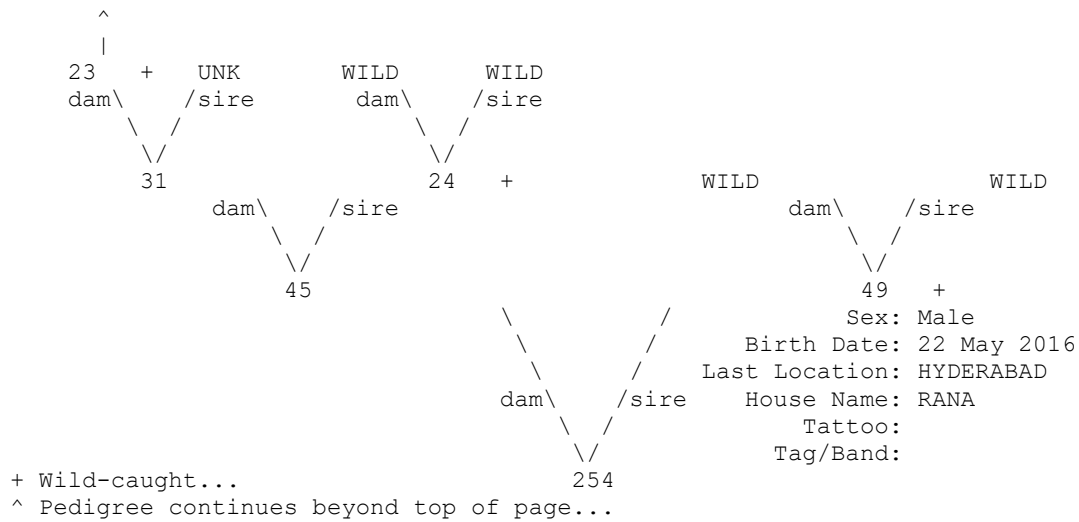 ^
|
23 + UNK WILD WILD
dam\ /sire dam\ /sire
\ / \ /
\/ \/
31 24 + WILD WILD
dam\ /sire dam\ /sire
\ / \ /
\/ \/
45 49 +
\ / Sex: Male
\ / Birth Date: 22 May 2016
\ / Last Location: HYDERABAD
dam\ /sire House Name: RANA
\ / Tattoo:
\/ Tag/Band:
+ Wild-caught... 254
^ Pedigree continues beyond top of page...